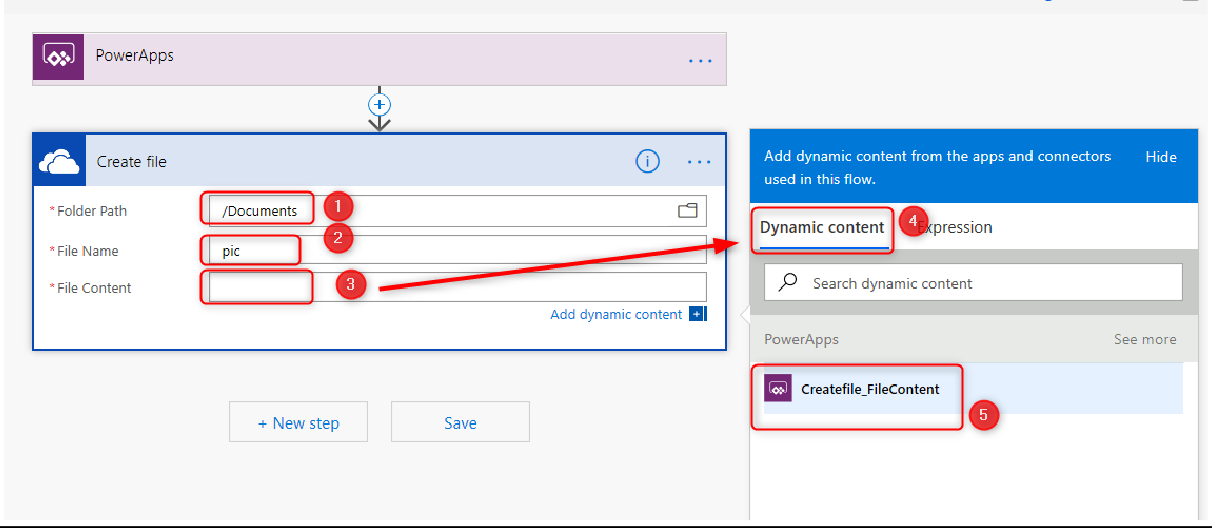 PowerApps
...
+
Create file
i
...
* Folder Path
/Documents
1
* File Name
pic
2
* File Content
3
Add dynamic content +
+ New step
Save
Add dynamic content from the apps and connectors
used in this flow.
Hide
Dynamic content
4
Expression
Search dynamic content
PowerApps
See more
Createfile_FileContent
5